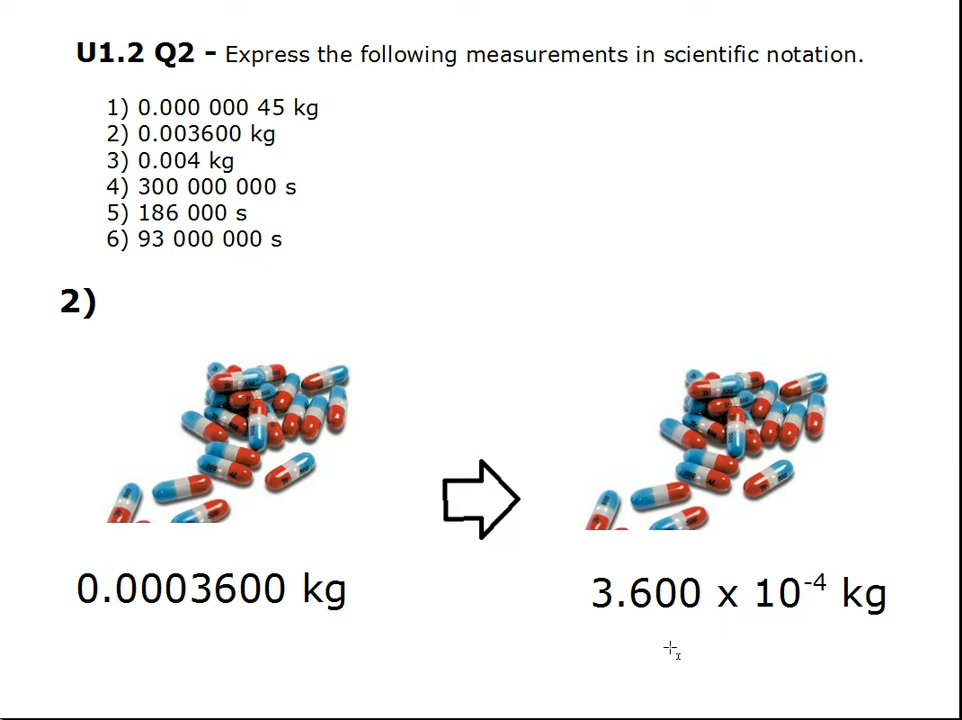 U1.2 Q2 - Express the following measurements in scientific notation.
1) 0.000 000 45 kg
2) 0.003600 kg
3) 0.004 kg
4) 300 000 000 s
5) 186 000 s
6) 93 000 000 s
2)
0.0003600 kg
3.600 x 10⁻⁴ kg